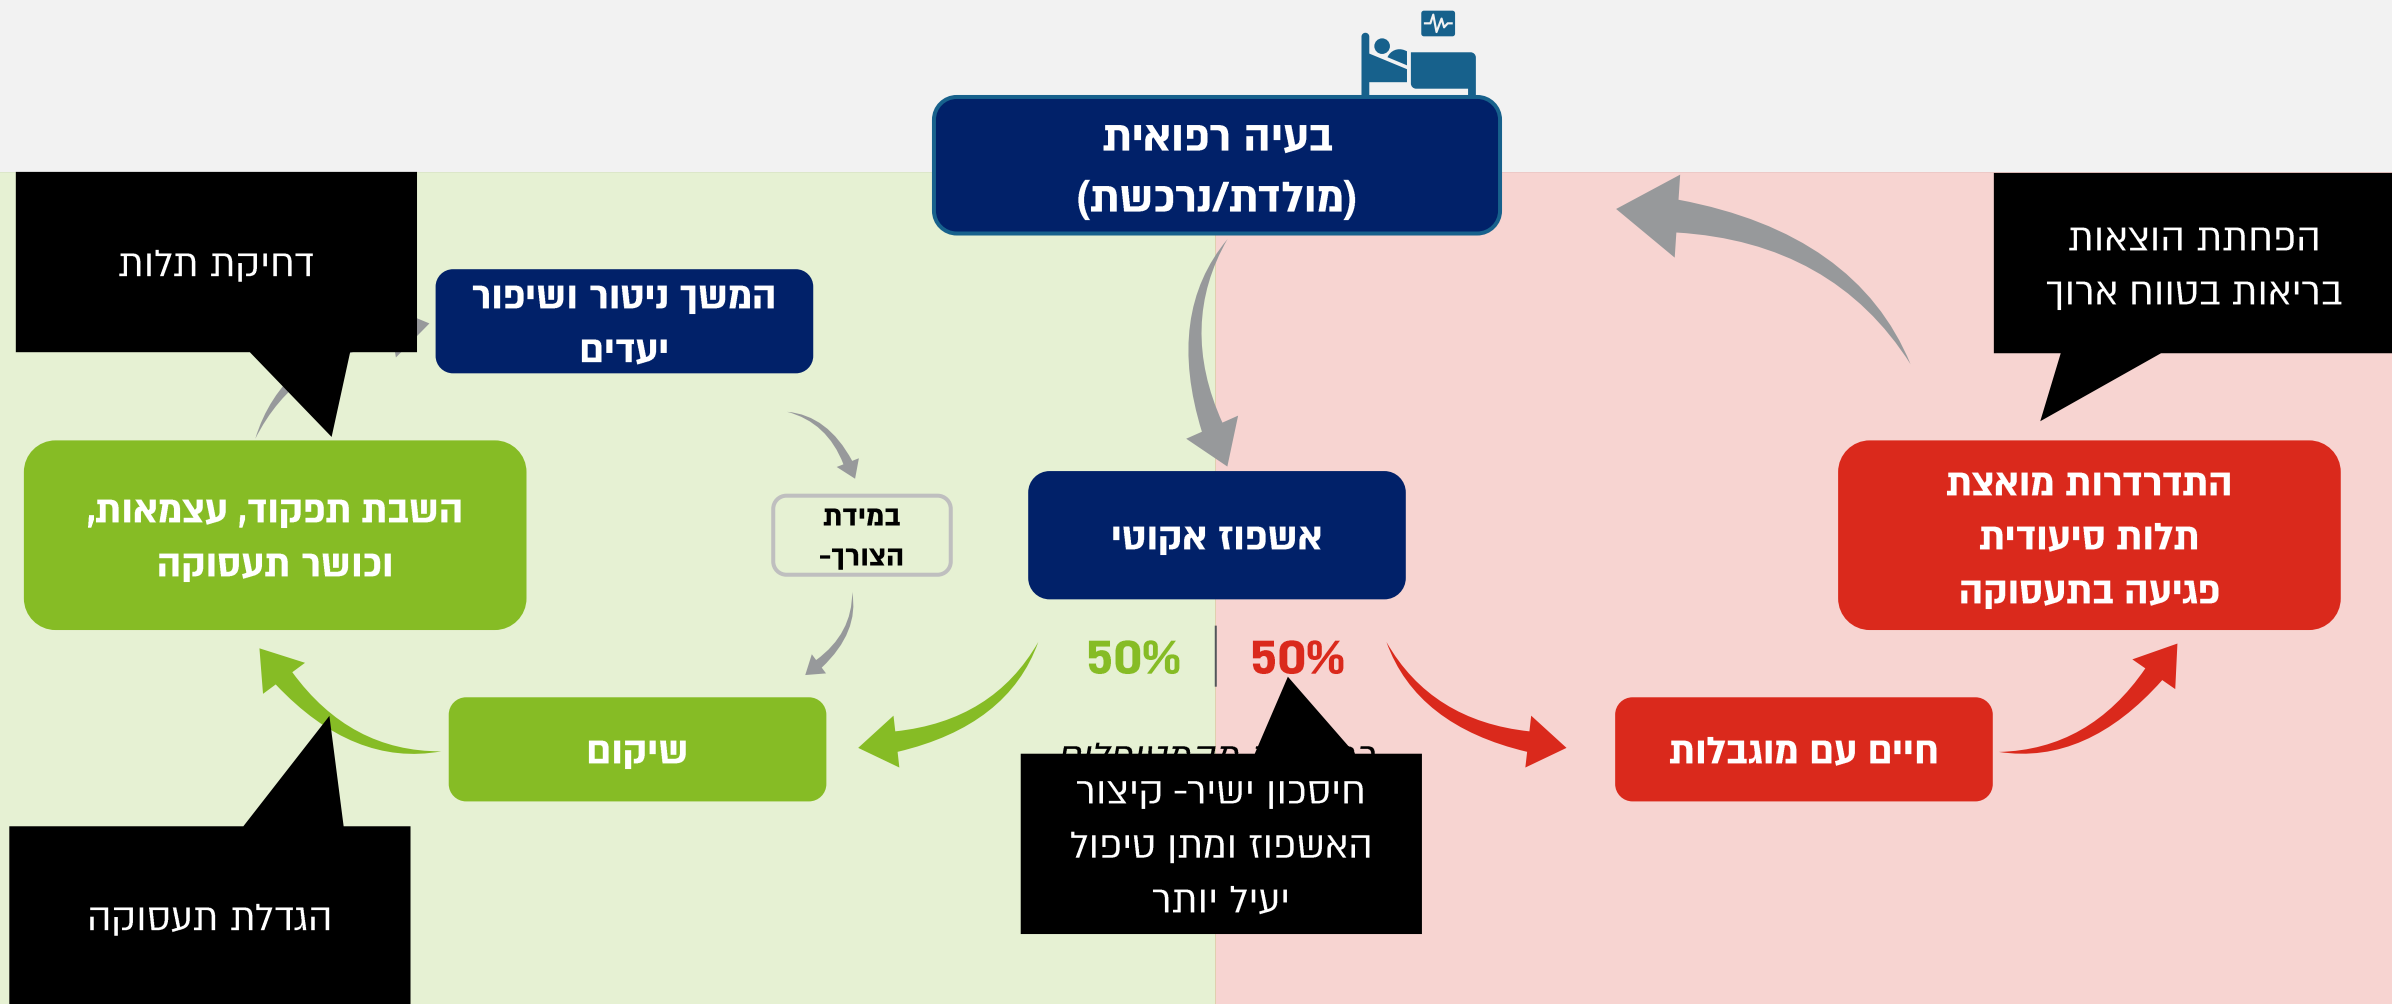 בעיה רפואית
(מולדת/נרכשת)
הפחתת הוצאות
בריאות בטווח ארוך
דחיקת תלות
המשך ניטור ושיפור
יעדים
התדרדרות מואצת
תלות סיעודית
פגיעה בתעסוקה
אשפוז אקוטי
במידת
הצורך-
השבת תפקוד, עצמאות,
וכושר תעסוקה
50%
50%
חיים עם מוגבלות
שיקום
חיסכון ישיר- קיצור
האשפוז ומתן טיפול
יעיל יותר
הגדלת תעסוקה